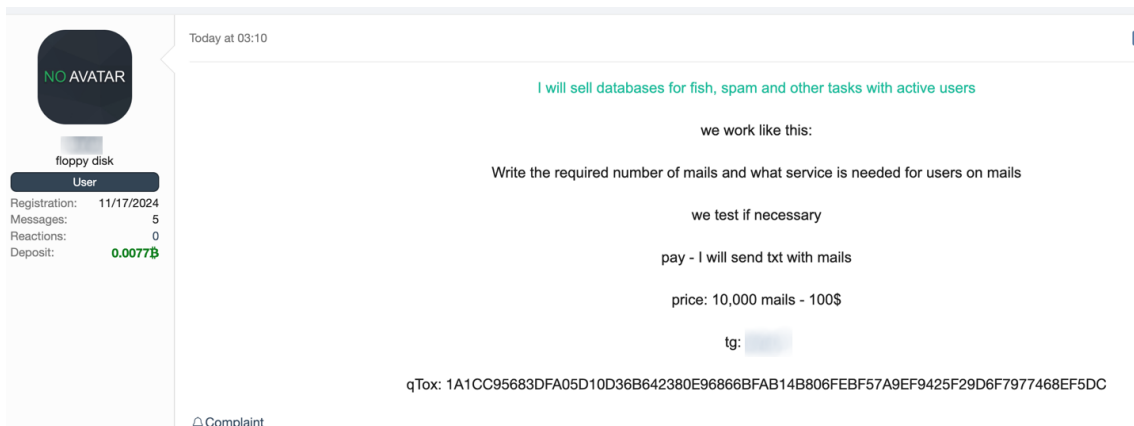 NO AVATAR
floppy disk
User
Registration: 11/17/2024
Messages: 5
Reactions: 0
Deposit: 0.0077₿
Today at 03:10
I will sell databases for fish, spam and other tasks with active users
we work like this:
Write the required number of mails and what service is needed for users on mails
we test if necessary
pay - I will send txt with mails
price: 10,000 mails - 100$
tg:
qTox: 1A1CC95683DFA05D10D36B642380E96866BFAB14B806FEBF57A9EF9425F29D6F7977468EF5DC
Complaint